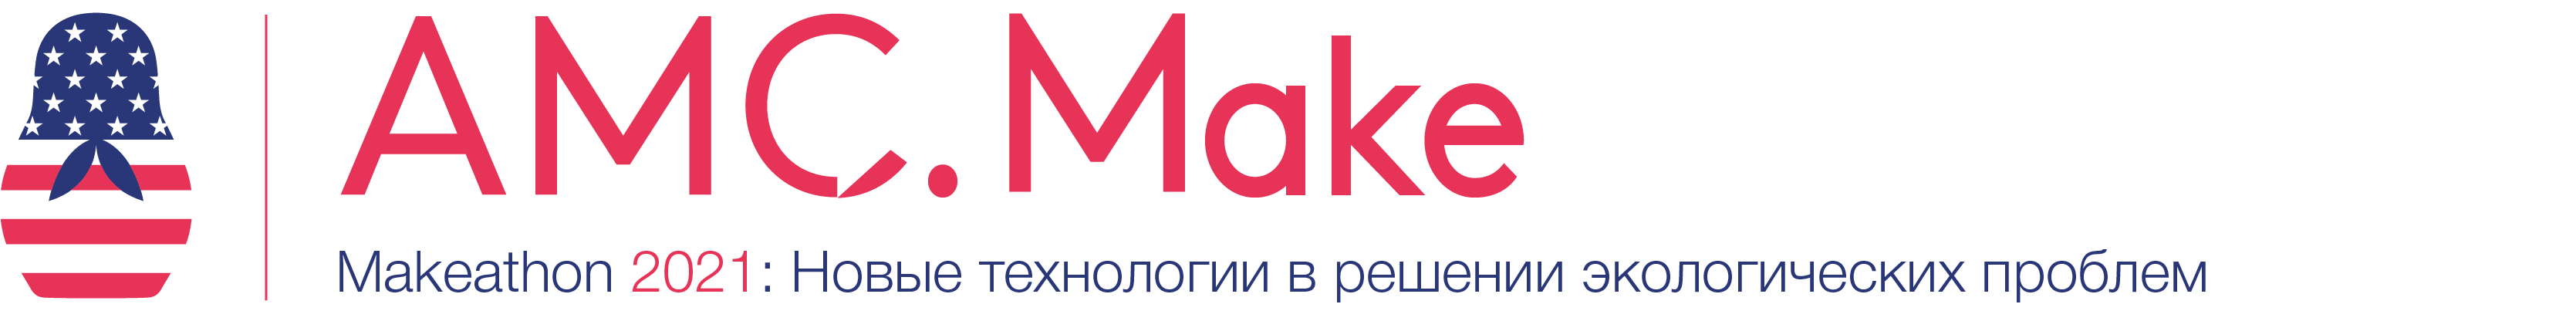 AMC.Make
Makeathon 2021: Новые технологии в решении экологических проблем